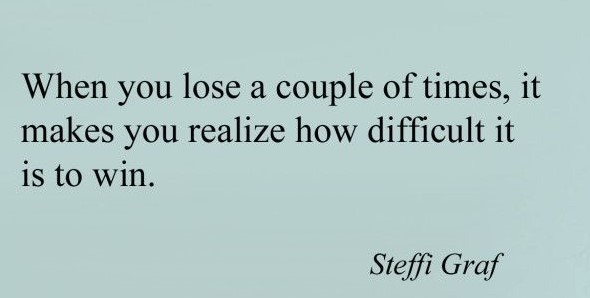 When you lose a couple of times, it
makes you realize how difficult it
is to win.
Steffi Graf